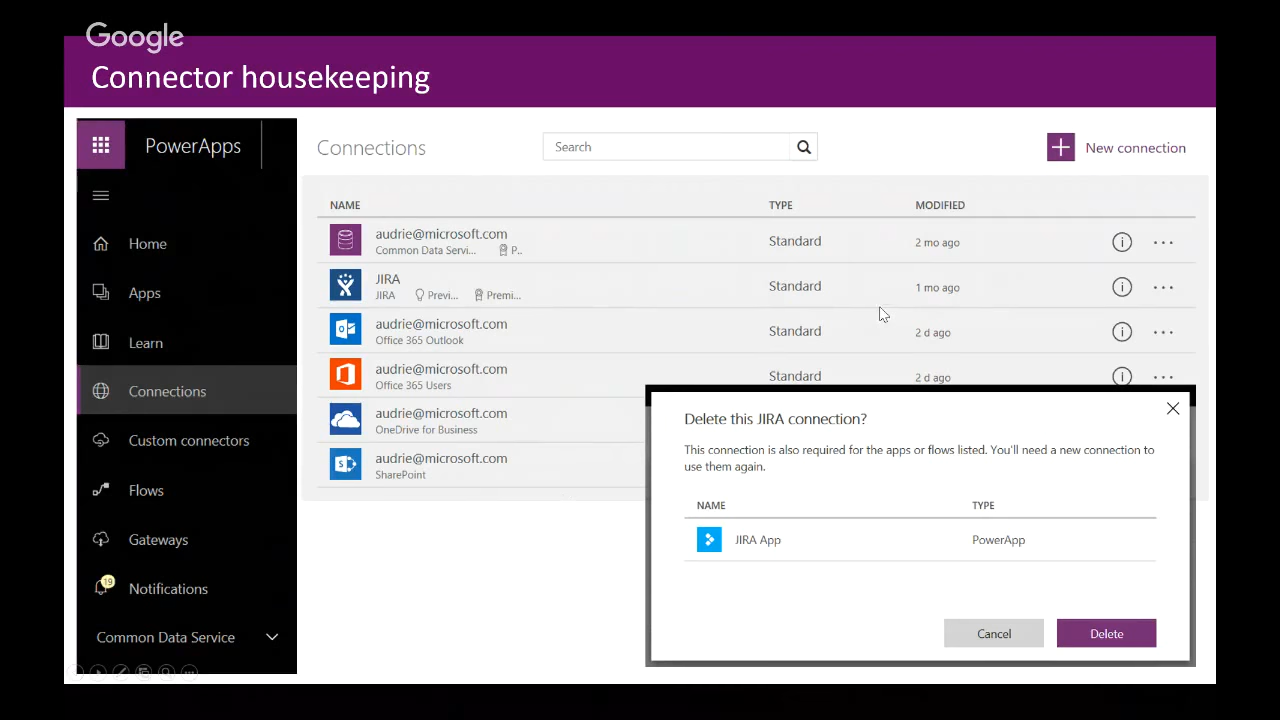 Google
Connector housekeeping
PowerApps
Connections
Search
New connection
NAME TYPE MODIFIED
Home
audrie@microsoft.com Standard 2 mo ago
Common Data Servi... P..
Apps
JIRA Standard 1 mo ago
JIRA Previ... Premi...
Learn
audrie@microsoft.com Standard 2 d ago
Office 365 Outlook
Connections
audrie@microsoft.com Standard 2 d ago
Office 365 Users
Custom connectors
audrie@microsoft.com
OneDrive for Business
Flows
audrie@microsoft.com
SharePoint
Gateways
19
Notifications
Common Data Service
Delete this JIRA connection?
This connection is also required for the apps or flows listed. You'll need a new connection to
use them again.
NAME TYPE
JIRA App PowerApp
Cancel Delete